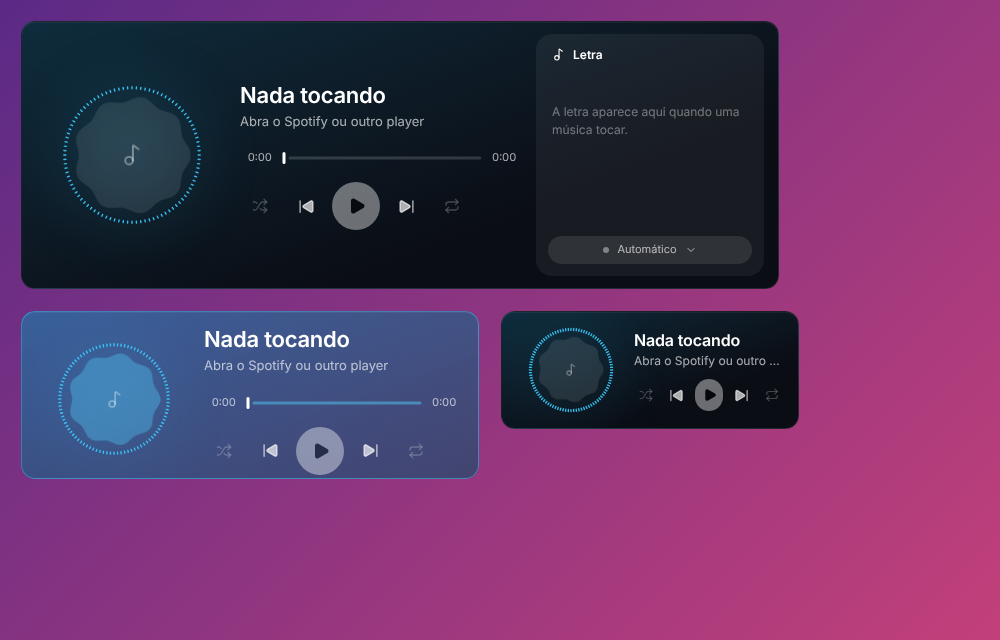 Nada tocando
Abra o Spotify ou outro player
0:00
0:00
Letra
A letra aparece aqui quando uma
música tocar.
Automático
Nada tocando
Abra o Spotify ou outro player
0:00
0:00
Nada tocando
Abra o Spotify ou outro ...